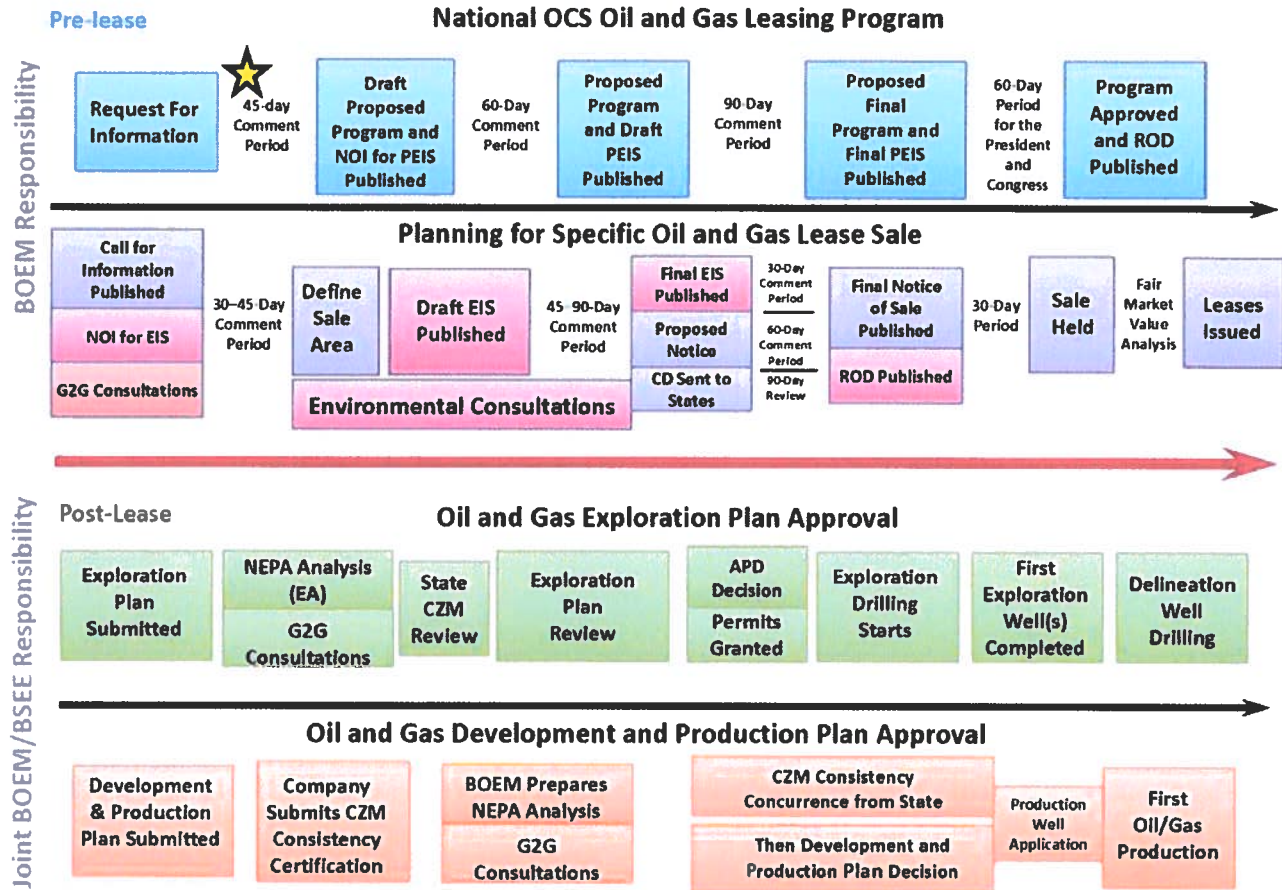 Pre-lease
National OCS Oil and Gas Leasing Program
BOEM Responsibility
Request For
Information
45-day
Comment
Period
Draft
Proposed
Program and
NOI for PEIS
Published
60-Day
Comment
Period
Proposed
Program
and Draft
PEIS
Published
90-Day
Comment
Period
Proposed
Final
Program and
Final PEIS
Published
60-Day
Period
for the
President
and
Congress
Program
Approved
and ROD
Published
Planning for Specific Oil and Gas Lease Sale
Call for
Information
Published
NOI for EIS
G2G Consultations
30–45-Day
Comment
Period
Define
Sale
Area
Draft EIS
Published
Environmental Consultations
45-90-Day
Comment
Period
Final EIS
Published
Proposed
Notice
CD Sent to
States
30-Day
Comment
Period
60-Day
Comment
Period
90-Day
Review
Final Notice
of Sale
Published
ROD Published
30-Day
Period
Sale
Held
Fair
Market
Value
Analysis
Leases
Issued
Joint BOEM/BSEE Responsibility
Post-Lease
Oil and Gas Exploration Plan Approval
Exploration
Plan
Submitted
NEPA Analysis
(EA)
G2G
Consultations
State
CZM
Review
Exploration
Plan
Review
APD
Decision
Permits
Granted
Exploration
Drilling
Starts
First
Exploration
Well(s)
Completed
Delineation
Well
Drilling
Oil and Gas Development and Production Plan Approval
Development
& Production
Plan Submitted
Company
Submits CZM
Consistency
Certification
BOEM Prepares
NEPA Analysis
G2G
Consultations
CZM Consistency
Concurrence from State
Then Development and
Production Plan Decision
Production
Well
Application
First
Oil/Gas
Production